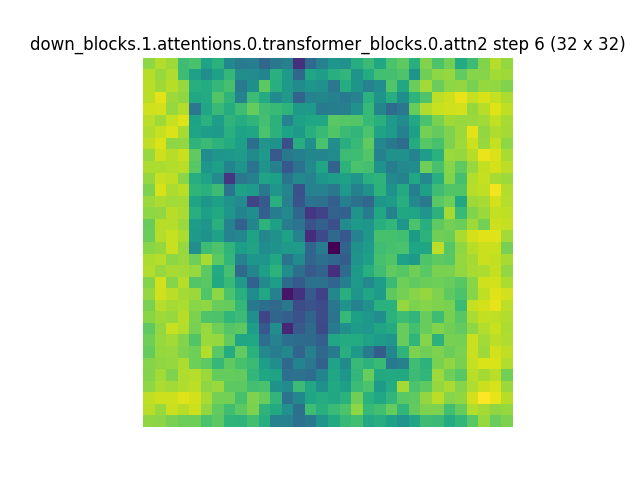 down_blocks.1.attentions.0.transformer_blocks.0.attn2 step 6 (32 x 32)